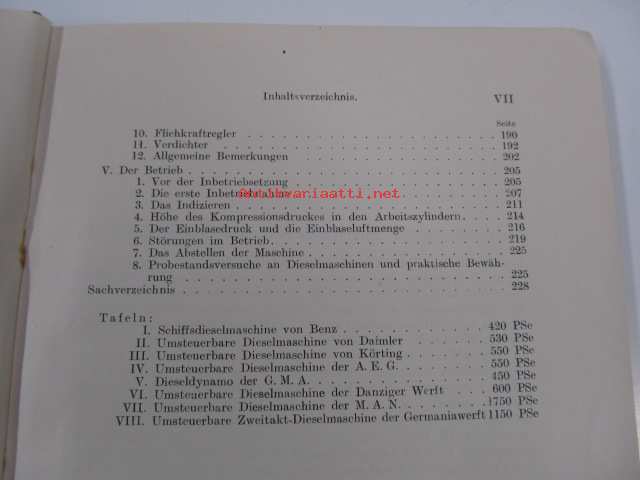 Inhaltsverzeichnis. VII
Seite
10. Fliehkraftregler . . . . . . . . . . . . . . . . 190
11. Verdichter . . . . . . . . . . . . . . . . . . 192
12. Allgemeine Bemerkungen . . . . . . . . . . . . . 202
V. Der Betrieb . . . . . . . . . . . . . . . . . . . 205
1. Vor der Inbetriebsetzung . . . . . . . . . . . . 205
2. Die erste Inbetriebnahme . . . . . . . . . . . . 207
antikvariaatti.net
3. Das Indizieren . . . . . . . . . . . . . . . . 211
4. Höhe des Kompressionsdruckes in den Arbeitszylindern . . . 214
5. Der Einblasedruck und die Einblaseluftmenge . . . . . 216
6. Störungen im Betrieb . . . . . . . . . . . . . . 219
7. Das Abstellen der Maschine . . . . . . . . . . . 225
8. Probestandsversuche an Dieselmaschinen und praktische Bewäh-
rung . . . . . . . . . . . . . . . . . . . . 225
Sachverzeichnis . . . . . . . . . . . . . . . . . . . 228
Tafeln:
I. Schiffsdieselmaschine von Benz . . . . . . . . . 420 PSe
II. Umsteuerbare Dieselmaschine von Daimler . . . . . . 530 PSe
III. Umsteuerbare Dieselmaschine von Körting . . . . . . 550 PSe
IV. Umsteuerbare Dieselmaschine der A. E. G. . . . . . . 550 PSe
V. Dieseldynamo der G. M. A. . . . . . . . . . . . 450 PSe
VI. Umsteuerbare Dieselmaschine der Danziger Werft . . . . 600 PSe
VII. Umsteuerbare Dieselmaschine der M. A. N. . . . . . . 1750 PSe
VIII. Umsteuerbare Zweitakt-Dieselmaschine der Germaniawerft 1150 PSe